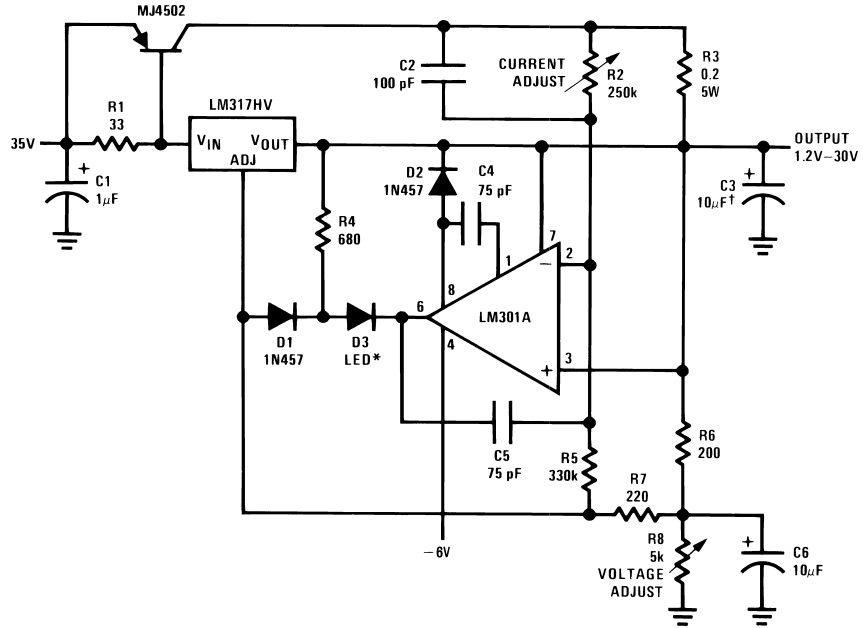 MJ4502
R1
33
35V
C1
1μF
+
LM317HV
VIN
VOUT
ADJ
C2
100 pF
CURRENT
ADJUST
R2
250k
R3
0.2
5W
OUTPUT
1.2V–30V
+
C3
10μF†
D2
1N457
C4
75 pF
R4
680
7
1
2
−
8
6
LM301A
4
3
+
D1
1N457
D3
LED*
C5
75 pF
R5
330k
R6
200
R7
220
−6V
R8
5k
VOLTAGE
ADJUST
+
C6
10μF